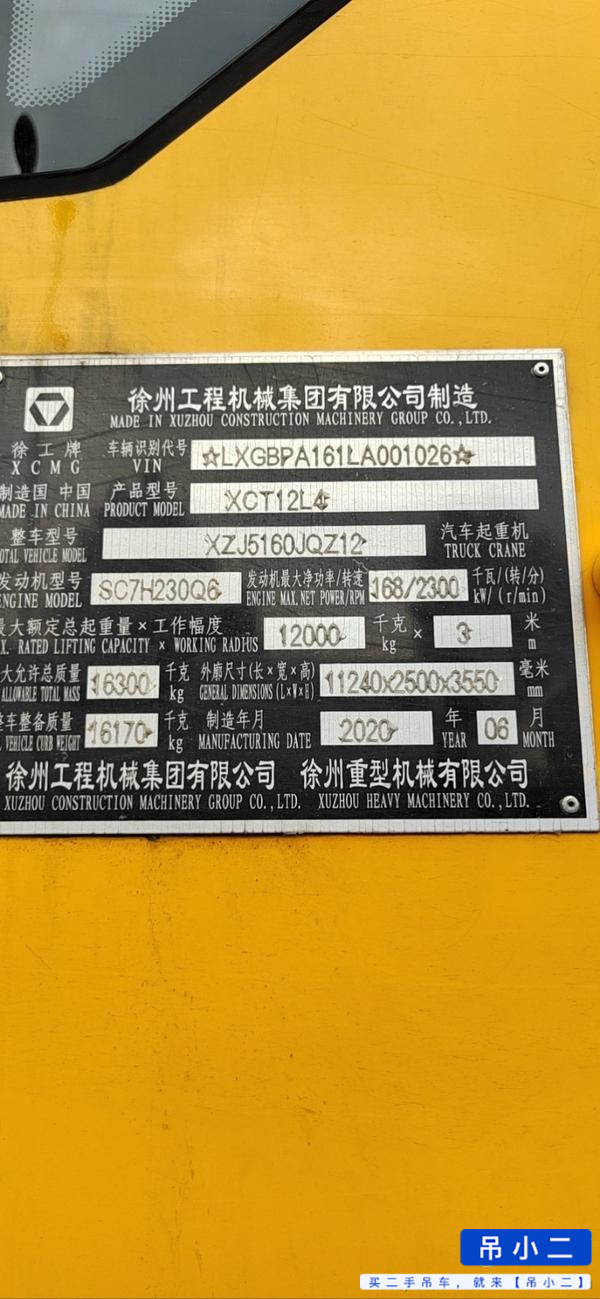 徐州工程机械集团有限公司制造
MADE IN XUZHOU CONSTRUCTION MACHINERY GROUP CO.,LTD.
徐工牌 车辆识别代号 ☆LXGBPA161LA001026☆
XCMG VIN
制造国 中国 产品型号 XCT12L4
MADE IN CHINA PRODUCT MODEL
整车型号 XZJ5160JQZ12 汽车起重机
VEHICLE MODEL TRUCK CRANE
发动机型号 SC7H230Q6 发动机最大净功率/转速 168/2300 千瓦/(转/分)
ENGINE MODEL ENGINE MAX.NET POWER/RPM kW/(r/min)
大额定总起重量×工作幅度 12000 千克 × 3 米
RATED LIFTING CAPACITY × WORKING RADIUS kg m
大允许总质量 16300 千克 外廓尺寸(长×宽×高) 11240x2500x3550 毫米
ALLOWABLE TOTAL MASS kg GENERAL DIMENSIONS (L×W×H) mm
车整备质量 16170 千克 制造年月 2020 年 06 月
VEHICLE CURB WEIGHT kg MANUFACTURING DATE YEAR MONTH
徐州工程机械集团有限公司 徐州重型机械有限公司
XUZHOU CONSTRUCTION MACHINERY GROUP CO.,LTD. XUZHOU HEAVY MACHINERY CO.,LTD.
吊小二
买二手吊车，就来【吊小二】